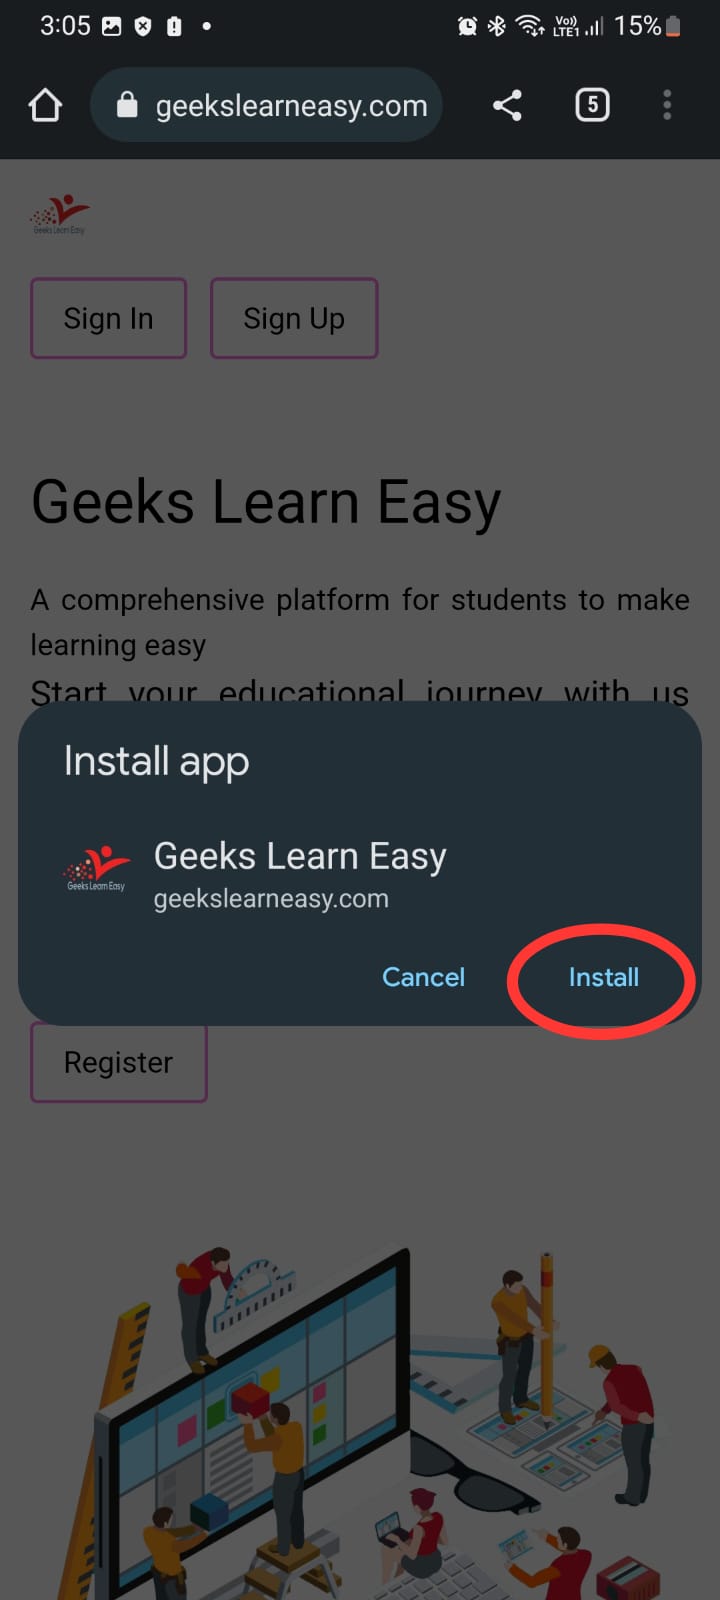 3:05
Vo)) LTE1 15%
geekslearneasy.com
5
Geeks Learn Easy
Sign In
Sign Up
Geeks Learn Easy
A comprehensive platform for students to make
learning easy
Start your educational journey with us
Install app
Geeks Learn Easy
Geeks Learn Easy
geekslearneasy.com
Cancel
Install
Register